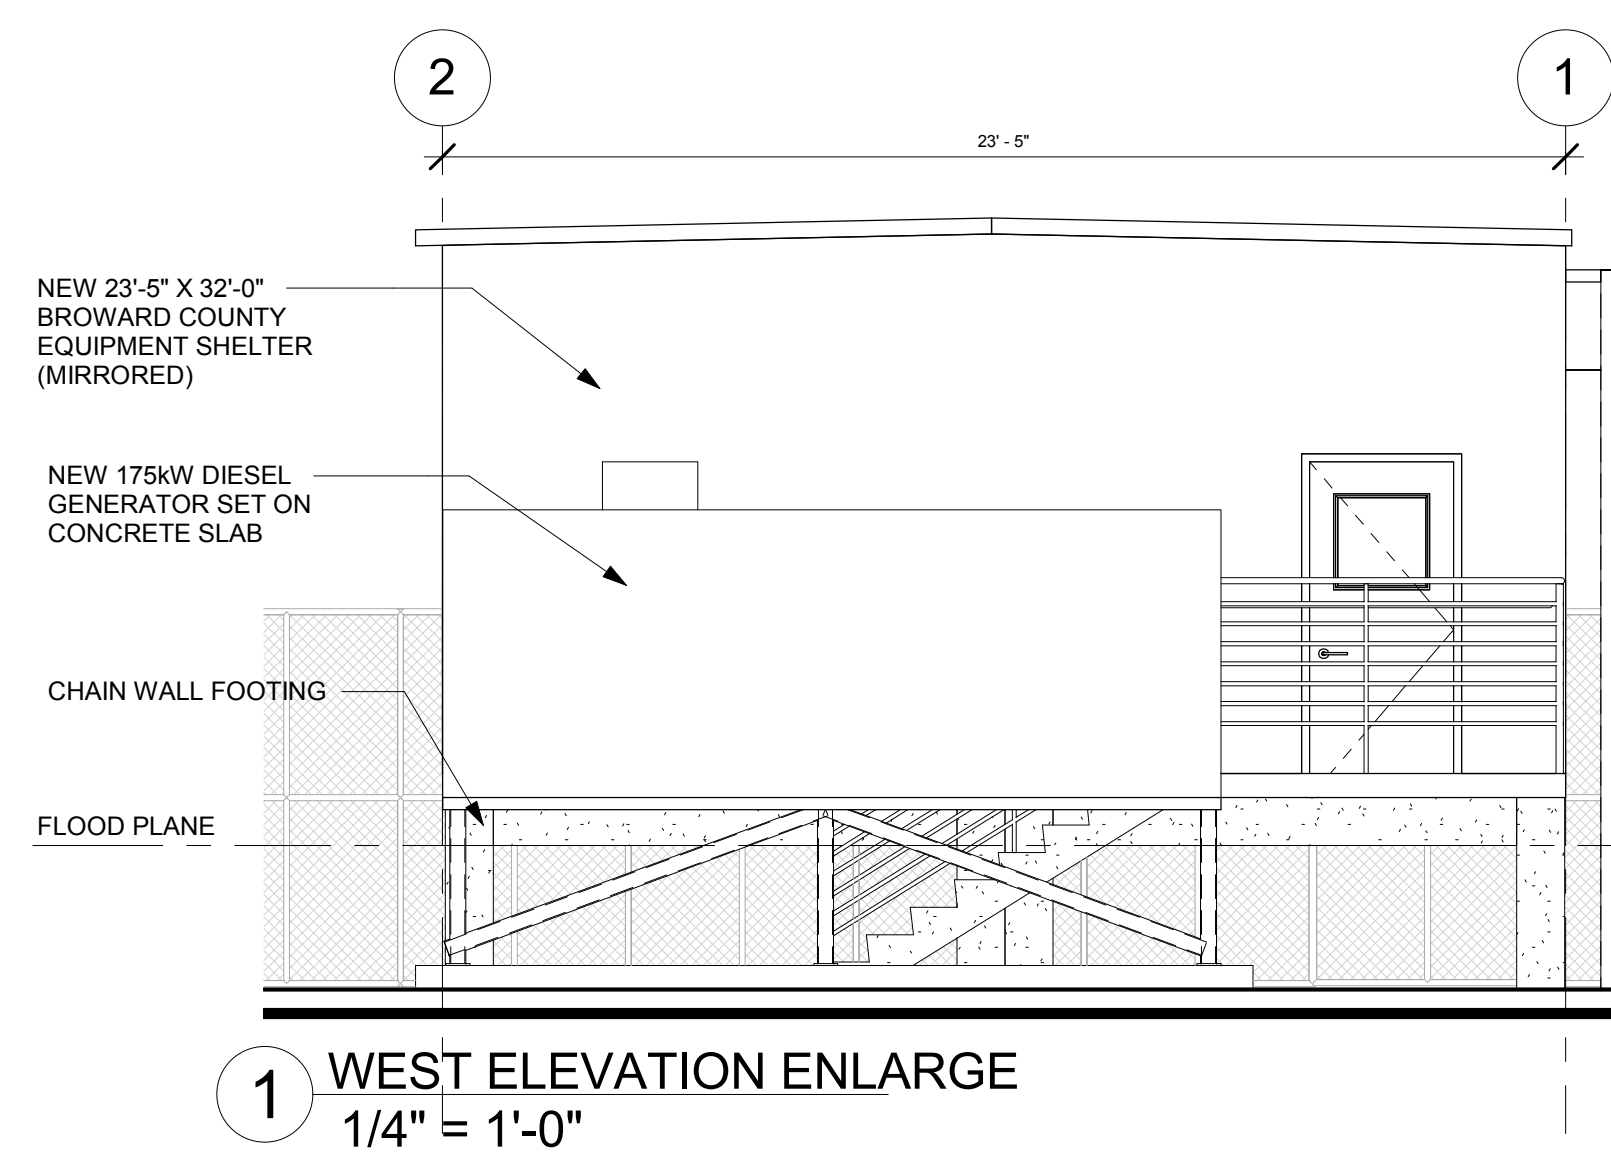 2
1
23' - 5"
NEW 23'-5" X 32'-0"
BROWARD COUNTY
EQUIPMENT SHELTER
(MIRRORED)
NEW 175kW DIESEL
GENERATOR SET ON
CONCRETE SLAB
CHAIN WALL FOOTING
FLOOD PLANE
1
WEST ELEVATION ENLARGE
1/4" = 1'-0"